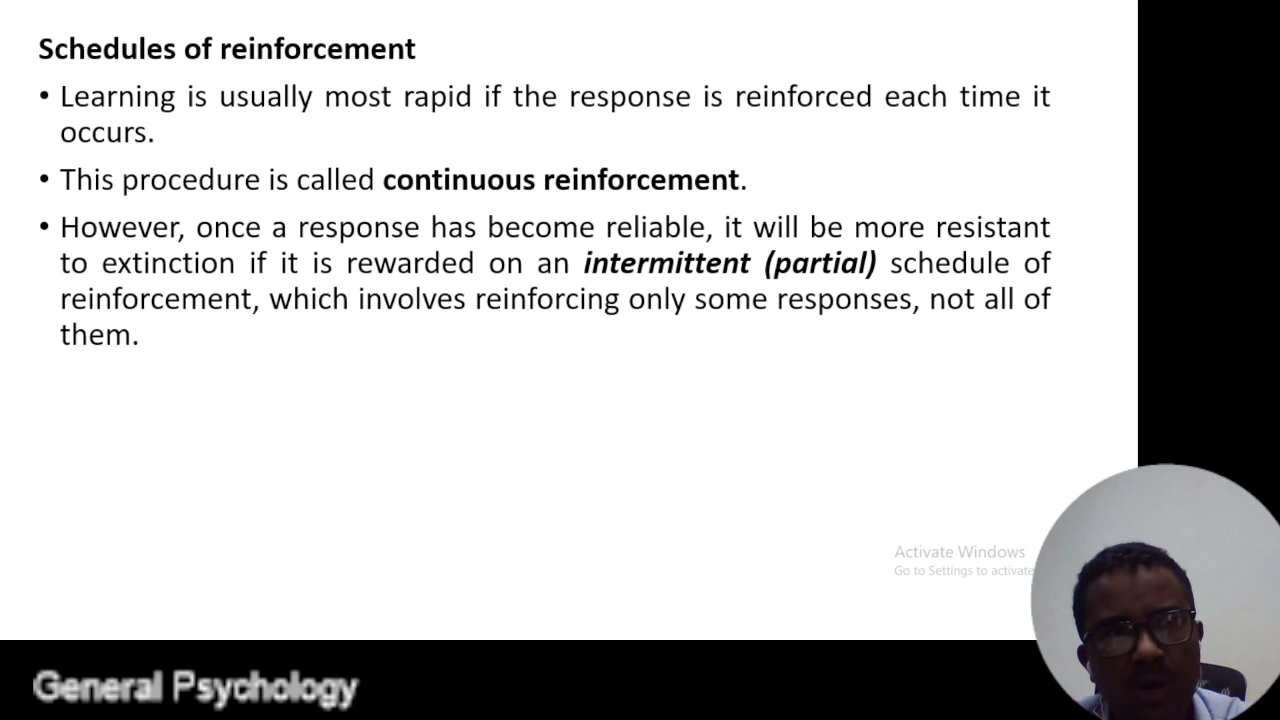 Schedules of reinforcement
• Learning is usually most rapid if the response is reinforced each time it
occurs.
• This procedure is called continuous reinforcement.
• However, once a response has become reliable, it will be more resistant
to extinction if it is rewarded on an intermittent (partial) schedule of
reinforcement, which involves reinforcing only some responses, not all of
them.
Activate Windows
Go to Settings to activate
General Psychology